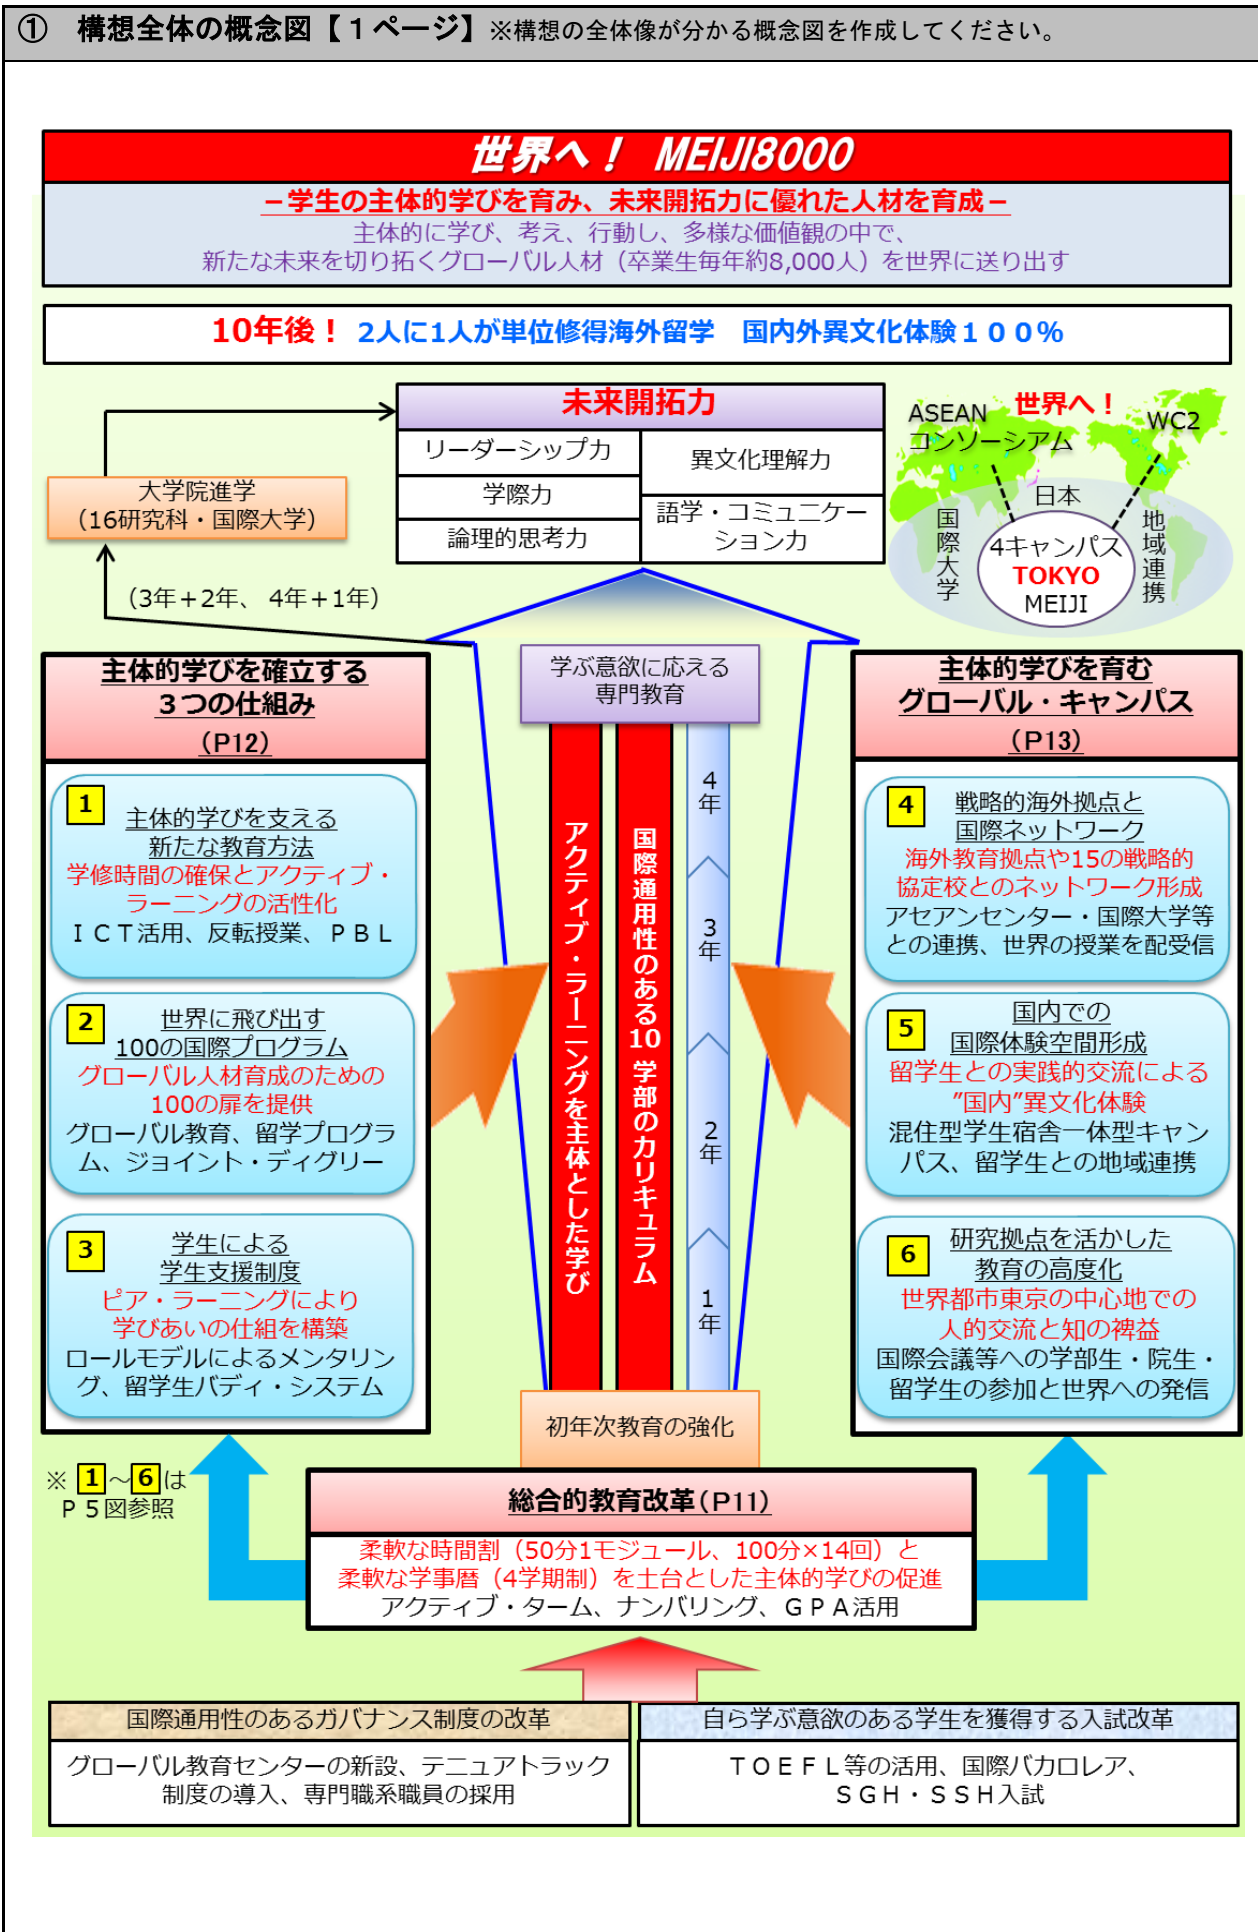 ① 構想全体の概念図【１ページ】※構想の全体像が分かる概念図を作成してください。
世界へ！ MEIJI8000
－学生の主体的学びを育み、未来開拓力に優れた人材を育成－
主体的に学び、考え、行動し、多様な価値観の中で、
新たな未来を切り拓くグローバル人材（卒業生毎年約8,000人）を世界に送り出す
10年後！ 2人に1人が単位修得海外留学 国内外異文化体験１００％
未来開拓力
リーダーシップ力
学際力
論理的思考力
異文化理解力
語学・コミュニケー
ション力
大学院進学
(16研究科・国際大学)
（3年＋2年、 4年＋1年）
世界へ！
ASEAN
コンソーシアム
WC2
日本
国際大学
地域連携
4キャンパス
TOKYO
MEIJI
主体的学びを確立する
３つの仕組み
（P12）
1
主体的学びを支える
新たな教育方法
学修時間の確保とアクティブ・
ラーニングの活性化
ＩＣＴ活用、反転授業、ＰＢＬ
2
世界に飛び出す
100の国際プログラム
グローバル人材育成のための
100の扉を提供
グローバル教育、留学プログラ
ム、ジョイント・ディグリー
3
学生による
学生支援制度
ピア・ラーニングにより
学びあいの仕組を構築
ロールモデルによるメンタリン
グ、留学生バディ・システム
※ 1～6は
Ｐ５図参照
学ぶ意欲に応える
専門教育
アクティブ・ラーニングを主体とした学び
国際通用性のある10 学部のカリキュラム
4年
3年
2年
1年
初年次教育の強化
主体的学びを育む
グローバル・キャンパス
（P13）
4
戦略的海外拠点と
国際ネットワーク
海外教育拠点や15の戦略的
協定校とのネットワーク形成
アセアンセンター・国際大学等
との連携、世界の授業を配受信
5
国内での
国際体験空間形成
留学生との実践的交流による
”国内”異文化体験
混住型学生宿舎一体型キャン
パス、留学生との地域連携
6
研究拠点を活かした
教育の高度化
世界都市東京の中心地での
人的交流と知の裨益
国際会議等への学部生・院生・
留学生の参加と世界への発信
総合的教育改革（P11）
柔軟な時間割（50分1モジュール、100分×14回）と
柔軟な学事暦（4学期制）を土台とした主体的学びの促進
アクティブ・ターム、ナンバリング、ＧＰＡ活用
国際通用性のあるガバナンス制度の改革
グローバル教育センターの新設、テニュアトラック
制度の導入、専門職系職員の採用
自ら学ぶ意欲のある学生を獲得する入試改革
ＴＯＥＦＬ等の活用、国際バカロレア、
ＳＧＨ・ＳＳＨ入試